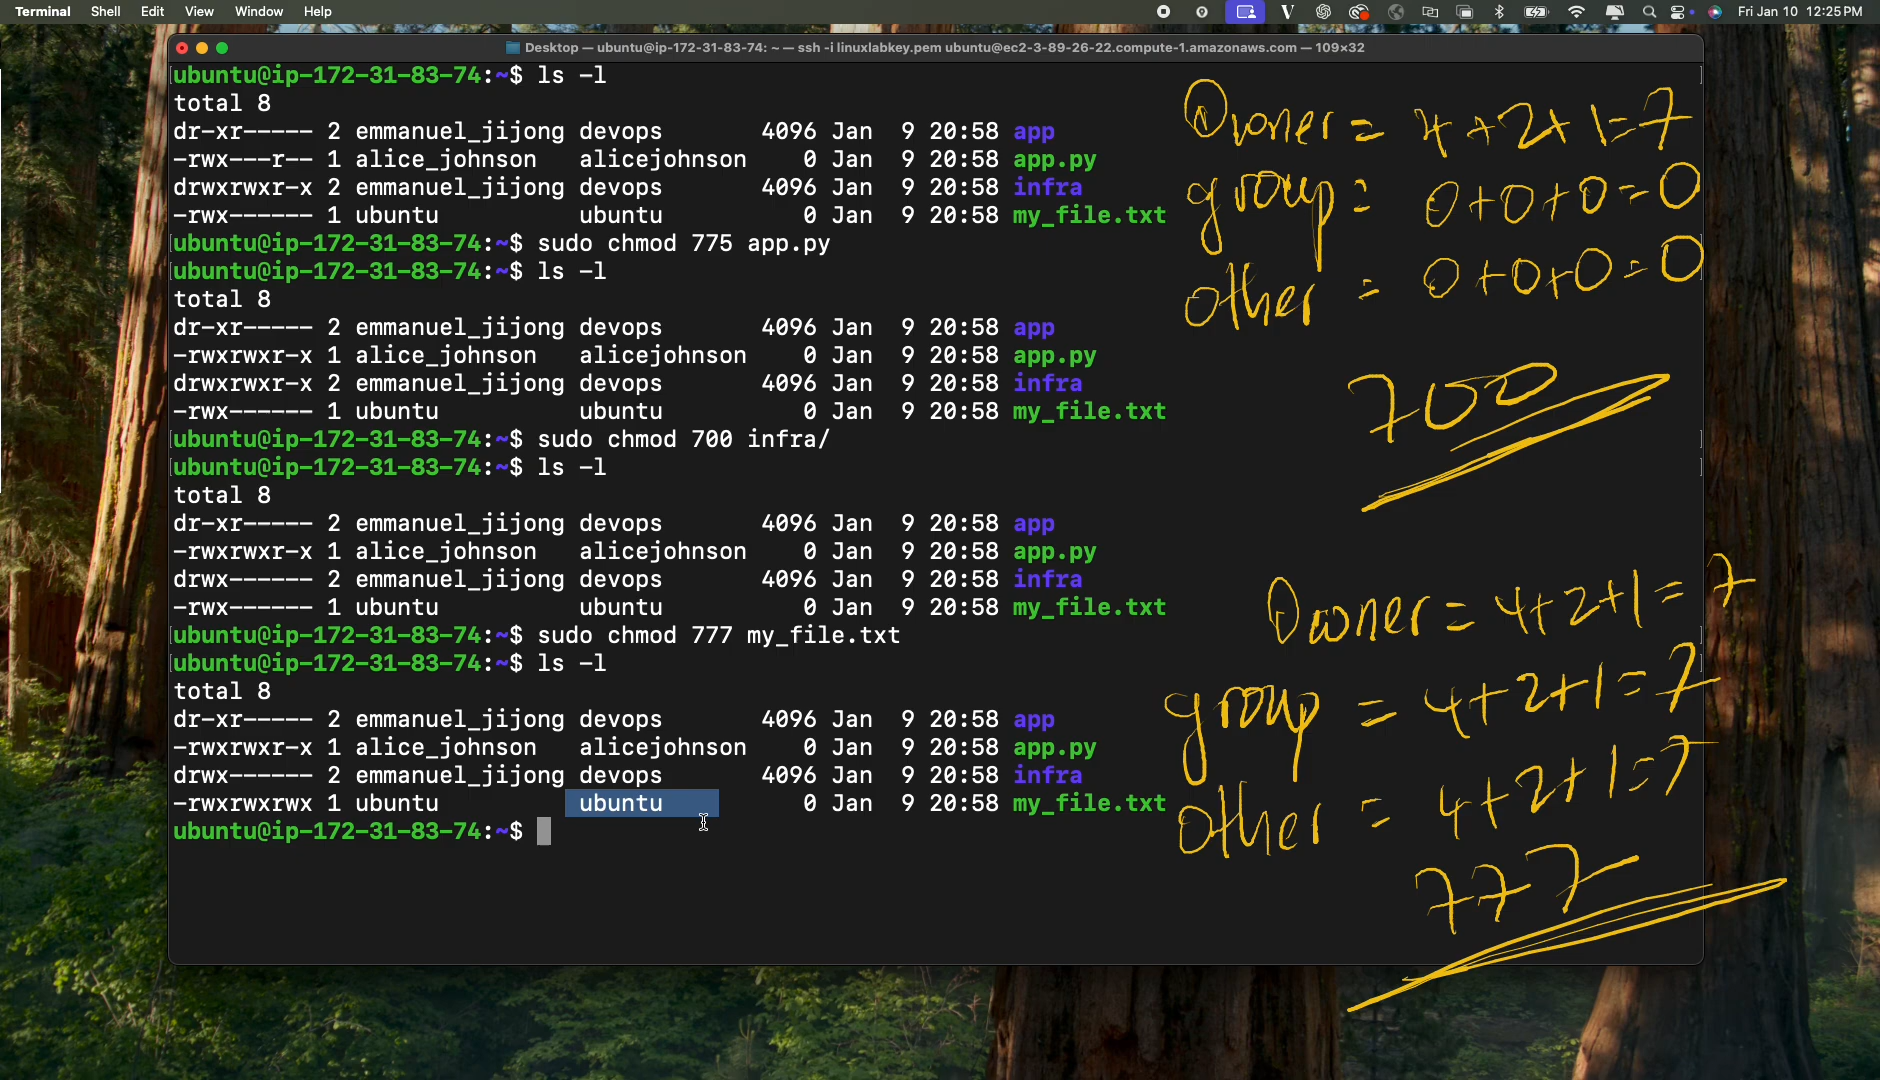 Terminal Shell Edit View Window Help Fri Jan 10 12:25 PM
Desktop — ubuntu@ip-172-31-83-74: ~ — ssh -i linuxlabkey.pem ubuntu@ec2-3-89-26-22.compute-1.amazonaws.com — 109×32
ubuntu@ip-172-31-83-74:~$ ls -l
total 8
dr-xr----- 2 emmanuel_jijong devops 4096 Jan 9 20:58 app
-rwx---r-- 1 alice_johnson alicejohnson 0 Jan 9 20:58 app.py
drwxrwxr-x 2 emmanuel_jijong devops 4096 Jan 9 20:58 infra
-rwx------ 1 ubuntu ubuntu 0 Jan 9 20:58 my_file.txt
ubuntu@ip-172-31-83-74:~$ sudo chmod 775 app.py
ubuntu@ip-172-31-83-74:~$ ls -l
total 8
dr-xr----- 2 emmanuel_jijong devops 4096 Jan 9 20:58 app
-rwxrwxr-x 1 alice_johnson alicejohnson 0 Jan 9 20:58 app.py
drwxrwxr-x 2 emmanuel_jijong devops 4096 Jan 9 20:58 infra
-rwx------ 1 ubuntu ubuntu 0 Jan 9 20:58 my_file.txt
ubuntu@ip-172-31-83-74:~$ sudo chmod 700 infra/
ubuntu@ip-172-31-83-74:~$ ls -l
total 8
dr-xr----- 2 emmanuel_jijong devops 4096 Jan 9 20:58 app
-rwxrwxr-x 1 alice_johnson alicejohnson 0 Jan 9 20:58 app.py
drwx------ 2 emmanuel_jijong devops 4096 Jan 9 20:58 infra
-rwx------ 1 ubuntu ubuntu 0 Jan 9 20:58 my_file.txt
ubuntu@ip-172-31-83-74:~$ sudo chmod 777 my_file.txt
ubuntu@ip-172-31-83-74:~$ ls -l
total 8
dr-xr----- 2 emmanuel_jijong devops 4096 Jan 9 20:58 app
-rwxrwxr-x 1 alice_johnson alicejohnson 0 Jan 9 20:58 app.py
drwx------ 2 emmanuel_jijong devops 4096 Jan 9 20:58 infra
-rwxrwxrwx 1 ubuntu ubuntu 0 Jan 9 20:58 my_file.txt
ubuntu@ip-172-31-83-74:~$
Owner = 4+2+1=7
group = 0+0+0=0
other = 0+0+0=0
700
Owner = 4+2+1=7
group = 4+2+1=7
other = 4+2+1=7
777